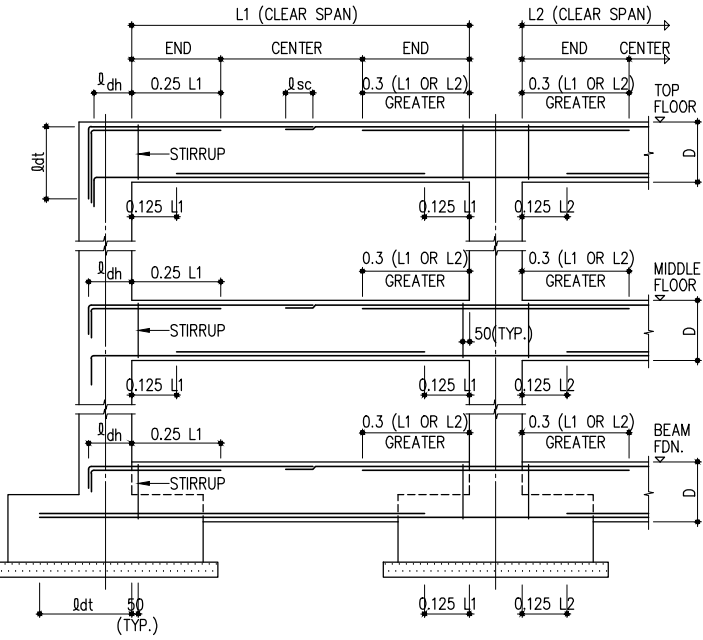 L1 (CLEAR SPAN) L2 (CLEAR SPAN)
END CENTER END END CENTER
ℓdh 0.25 L1 ℓsc 0.3 (L1 OR L2) 0.3 (L1 OR L2)
GREATER GREATER
TOP
FLOOR
ℓdt STIRRUP D
0.125 L1 0.125 L1 0.125 L2
ℓdh 0.25 L1 0.3 (L1 OR L2) 0.3 (L1 OR L2)
GREATER GREATER
MIDDLE
FLOOR
STIRRUP 50(TYP.) D
0.125 L1 0.125 L1 0.125 L2
ℓdh 0.25 L1 0.3 (L1 OR L2) 0.3 (L1 OR L2)
GREATER GREATER
BEAM
FDN.
STIRRUP D
ℓdt 50 0.125 L1 0.125 L2
(TYP.)